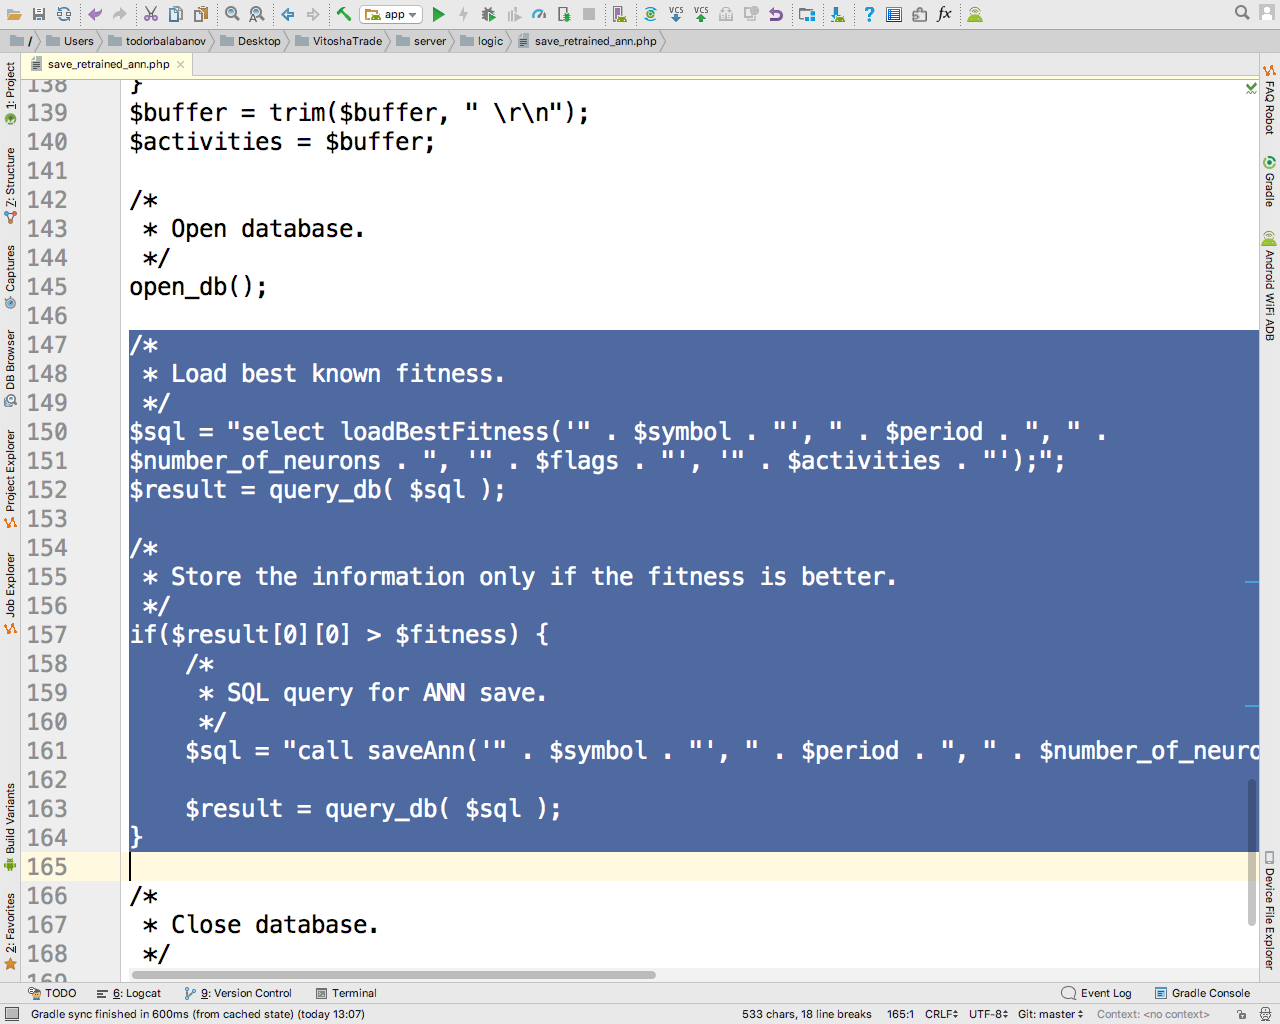 app
/ Users todorbalabanov Desktop VitoshaTrade server logic save_retrained_ann.php
save_retrained_ann.php
1: Project
7: Structure
Captures
DB Browser
Project Explorer
Job Explorer
Build Variants
2: Favorites
138 }
139 $buffer = trim($buffer, " \r\n");
140 $activities = $buffer;
141
142 /*
143  * Open database.
144  */
145 open_db();
146
147 /*
148  * Load best known fitness.
149  */
150 $sql = "select loadBestFitness('" . $symbol . "', " . $period . ", " .
151 $number_of_neurons . ", '" . $flags . "', '" . $activities . "');";
152 $result = query_db( $sql );
153
154 /*
155  * Store the information only if the fitness is better.
156  */
157 if($result[0][0] > $fitness) {
158     /*
159      * SQL query for ANN save.
160      */
161     $sql = "call saveAnn('" . $symbol . "', " . $period . ", " . $number_of_neuro
162
163     $result = query_db( $sql );
164 }
165
166 /*
167  * Close database.
168  */
169
FAQ Robot
Gradle
Android WiFi ADB
Device File Explorer
TODO 6: Logcat 9: Version Control Terminal Event Log Gradle Console
Gradle sync finished in 600ms (from cached state) (today 13:07) 533 chars, 18 line breaks 165:1 CRLF UTF-8 Git: master Context: <no context>